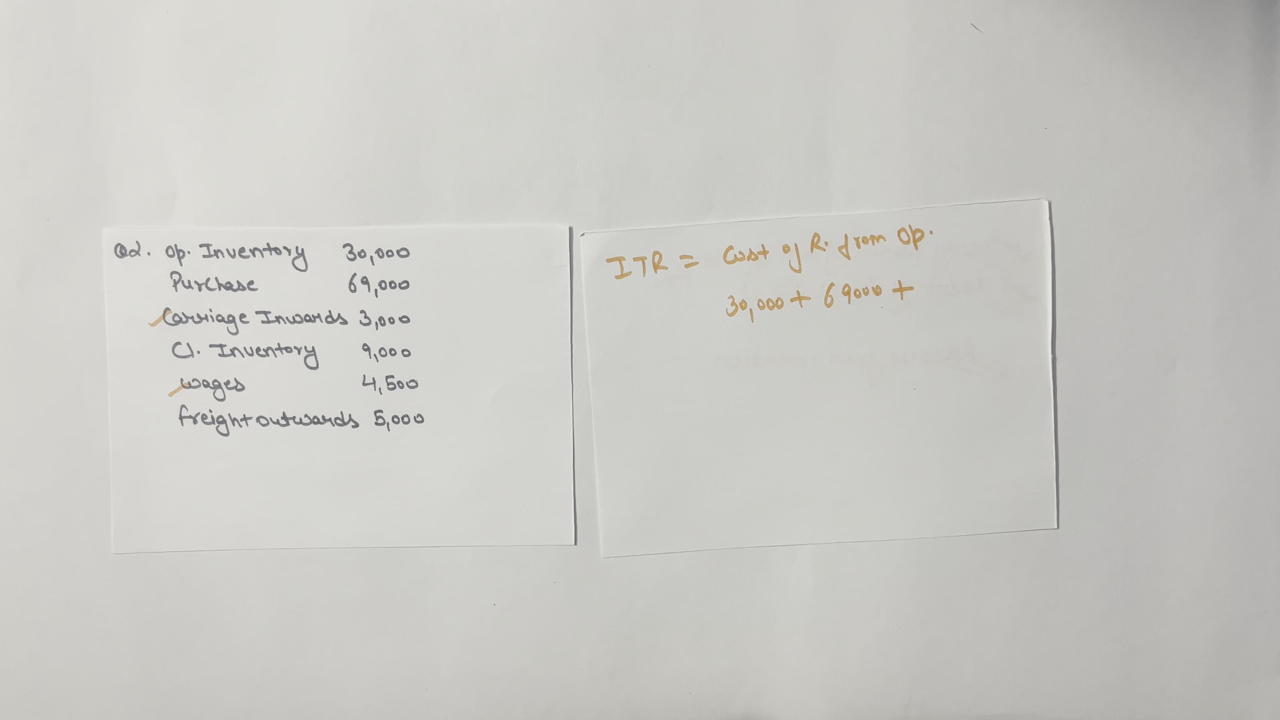 Q2. Op. Inventory 30,000
Purchase 69,000
Carriage Inwards 3,000
Cl. Inventory 9,000
wages 4,500
freight outwards 5,000
ITR = Cost of R. from Op.
30,000 + 69000 +